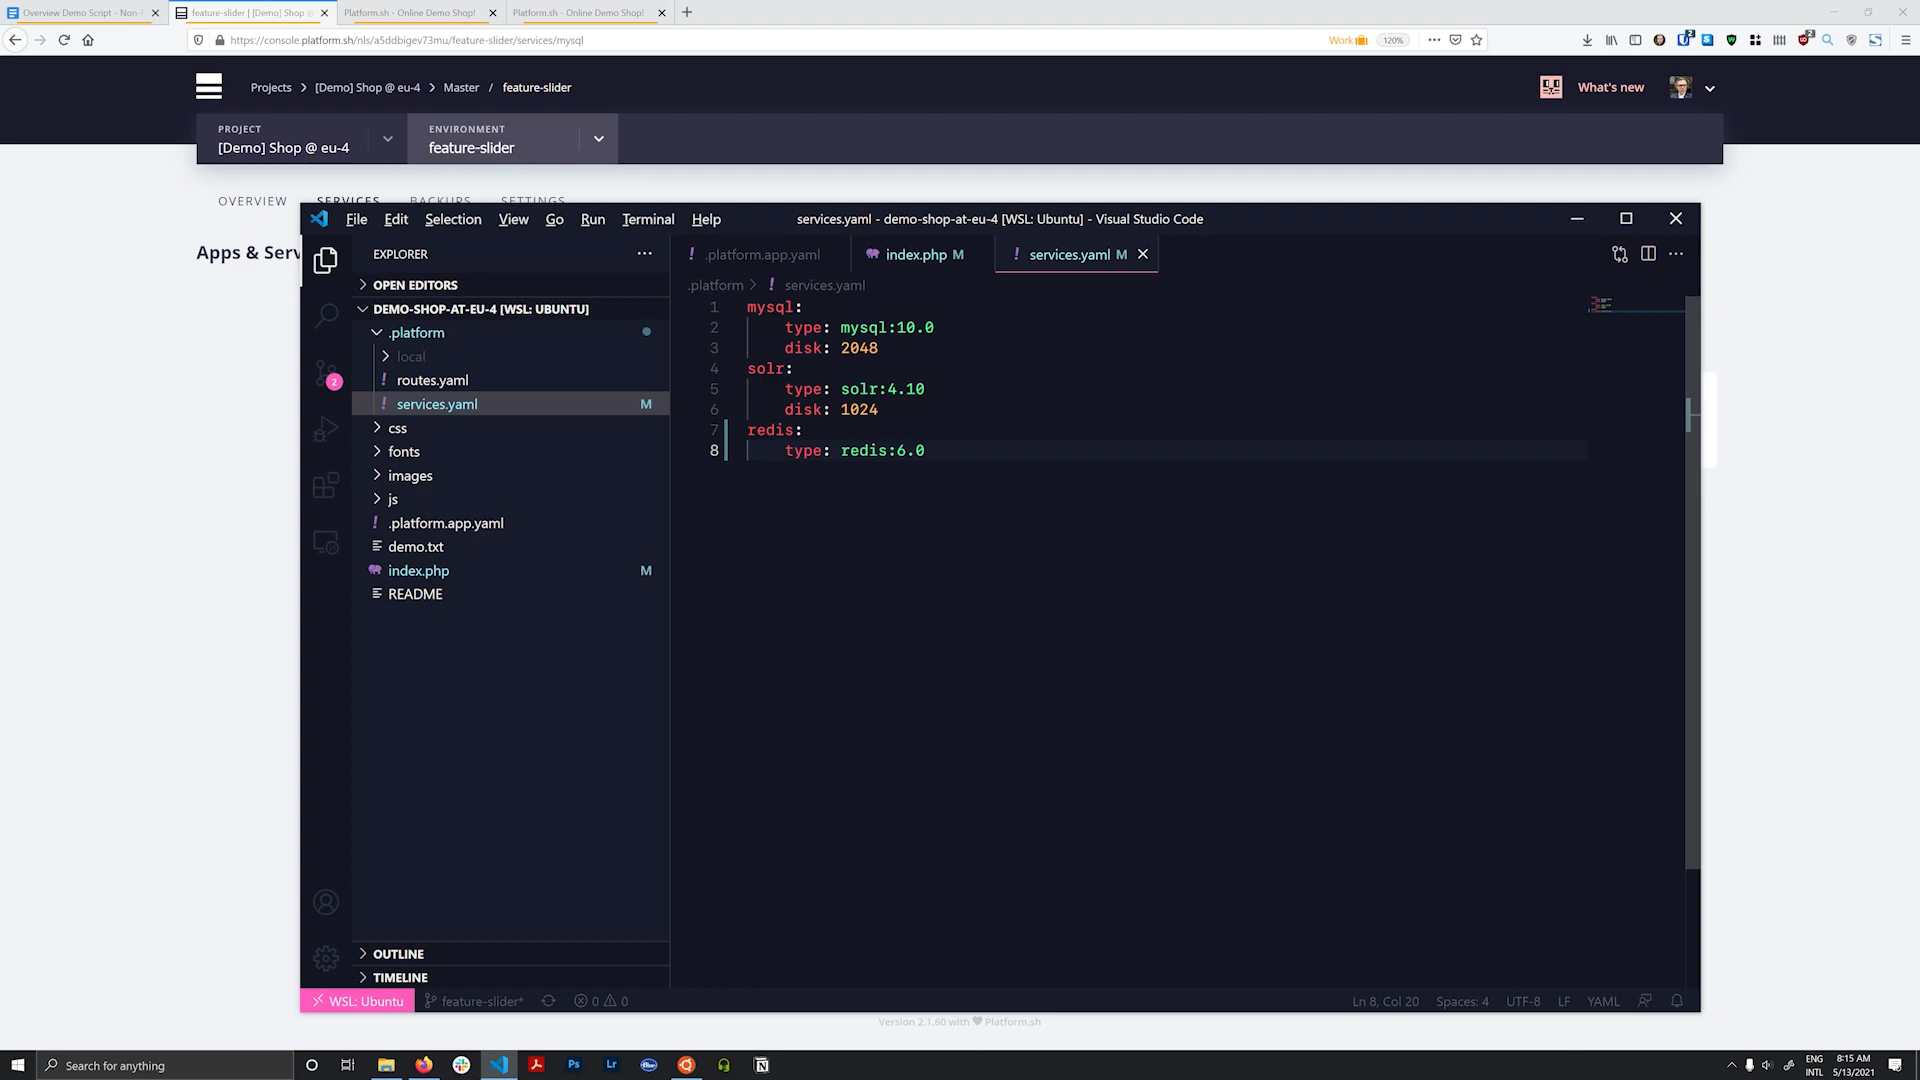 Overview Demo Script - Non-
feature-slider | [Demo] Shop
Platform.sh - Online Demo Shop!
Platform.sh - Online Demo Shop!
https://console.platform.sh/nls/a5ddbigev73mu/feature-slider/services/mysql
Work
120%
Projects > [Demo] Shop @ eu-4 > Master / feature-slider
What's new
PROJECT
[Demo] Shop @ eu-4
ENVIRONMENT
feature-slider
OVERVIEW SERVICES BACKUPS SETTINGS
Apps & Serv
File Edit Selection View Go Run Terminal Help
services.yaml - demo-shop-at-eu-4 [WSL: Ubuntu] - Visual Studio Code
EXPLORER
OPEN EDITORS
DEMO-SHOP-AT-EU-4 [WSL: UBUNTU]
.platform
local
! routes.yaml
! services.yaml M
css
fonts
images
js
! .platform.app.yaml
demo.txt
index.php M
README
OUTLINE
TIMELINE
2
! .platform.app.yaml
index.php M
! services.yaml M
.platform > ! services.yaml
1 mysql:
2 type: mysql:10.0
3 disk: 2048
4 solr:
5 type: solr:4.10
6 disk: 1024
7 redis:
8 type: redis:6.0
WSL: Ubuntu
feature-slider*
0 0
Ln 8, Col 20
Spaces: 4
UTF-8
LF
YAML
Version 2.1.60 with Platform.sh
Search for anything
Ps
Lr
ENG
INTL
8:15 AM
5/13/2021